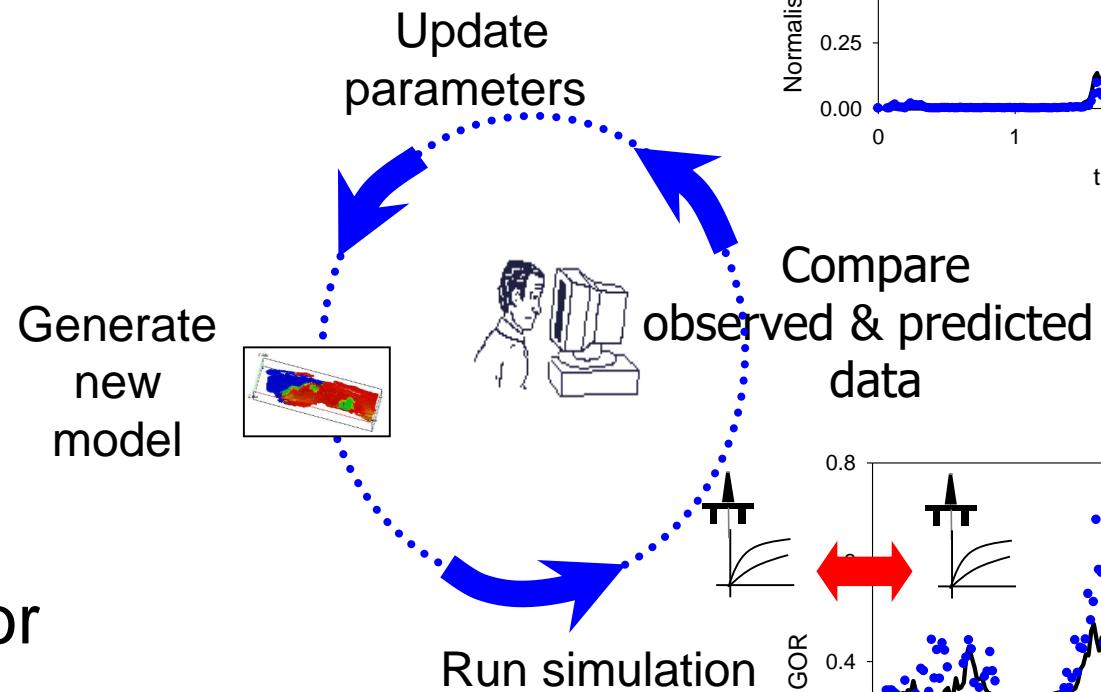 Update
parameters
Normalis
0.25
0.00
0
1
t
Compare
observed & predicted
data
Generate
new
model
0.8
0.4
GOR
or
Run simulation